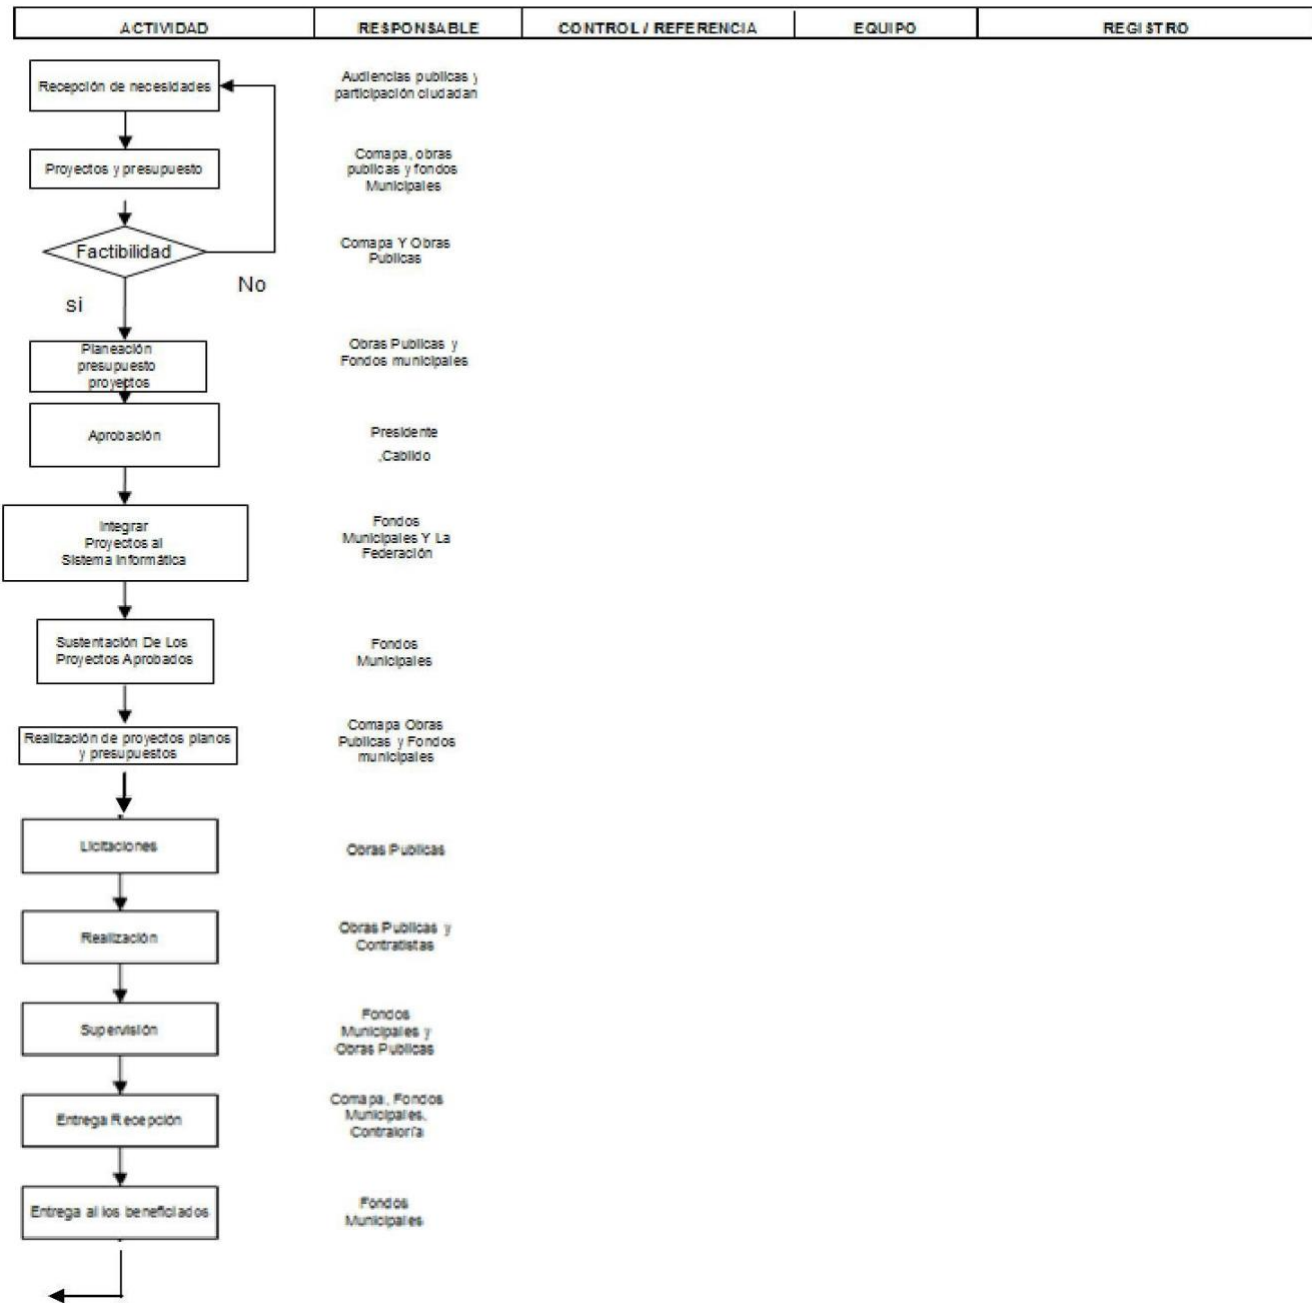 ACTIVIDAD RESPONSABLE CONTROL / REFERENCIA EQUIPO REGISTRO
Recepción de necesidades
Audiencias publicas y
participación ciudadan
Proyectos y presupuesto
Comapa, obras
publicas y fondos
Municipales
Factibilidad
Comapa Y Obras
Publicas
No
si
Planeación
presupuesto
proyectos
Obras Publicas y
Fondos municipales
Aprobación
Presidente
,Cabildo
Integrar
Proyectos al
Sistema Informática
Fondos
Municipales Y La
Federación
Sustentación De Los
Proyectos Aprobados
Fondos
Municipales
Realización de proyectos planos
y presupuestos
Comapa Obras
Publicas y Fondos
municipales
Licitaciones
Obras Publicas
Realización
Obras Publicas y
Contratistas
Supervisión
Fondos
Municipales y
Obras Publicas
Entrega Recepción
Comapa, Fondos
Municipales,
Contraloría
Entrega al los beneficiados
Fondos
Municipales